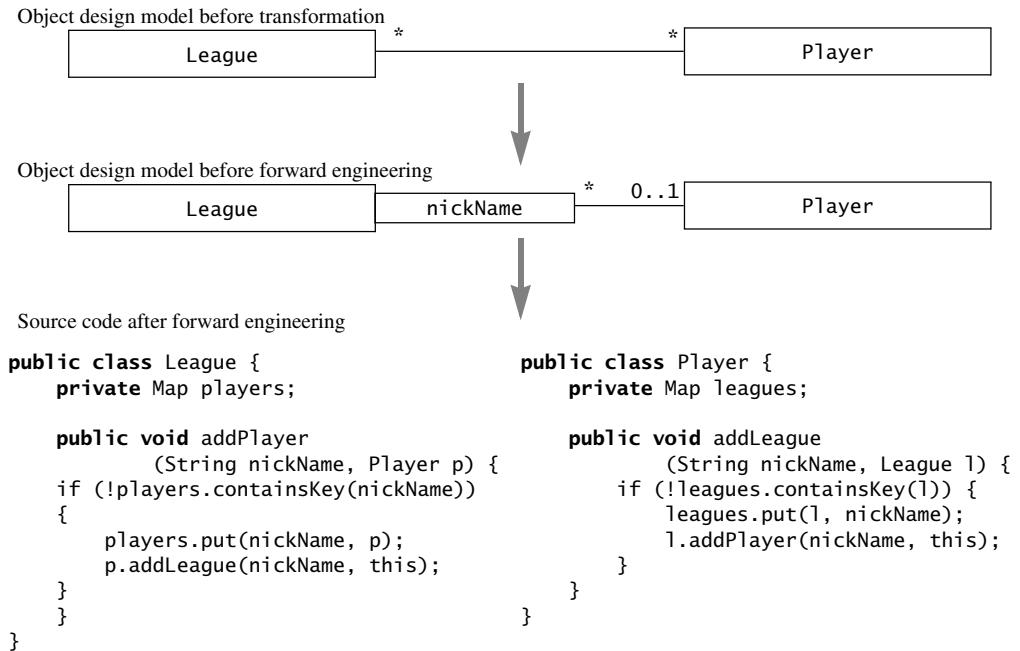 Object design model before transformation
League
*
*
Player
Object design model before forward engineering
League
nickName
*
0..1
Player
Source code after forward engineering
public class League {
private Map players;
public void addPlayer
(String nickName, Player p) {
if (!players.containsKey(nickName))
{
players.put(nickName, p);
p.addLeague(nickName, this);
}
}
}
public class Player {
private Map leagues;
public void addLeague
(String nickName, League l) {
if (!leagues.containsKey(l)) {
leagues.put(l, nickName);
l.addPlayer(nickName, this);
}
}
}